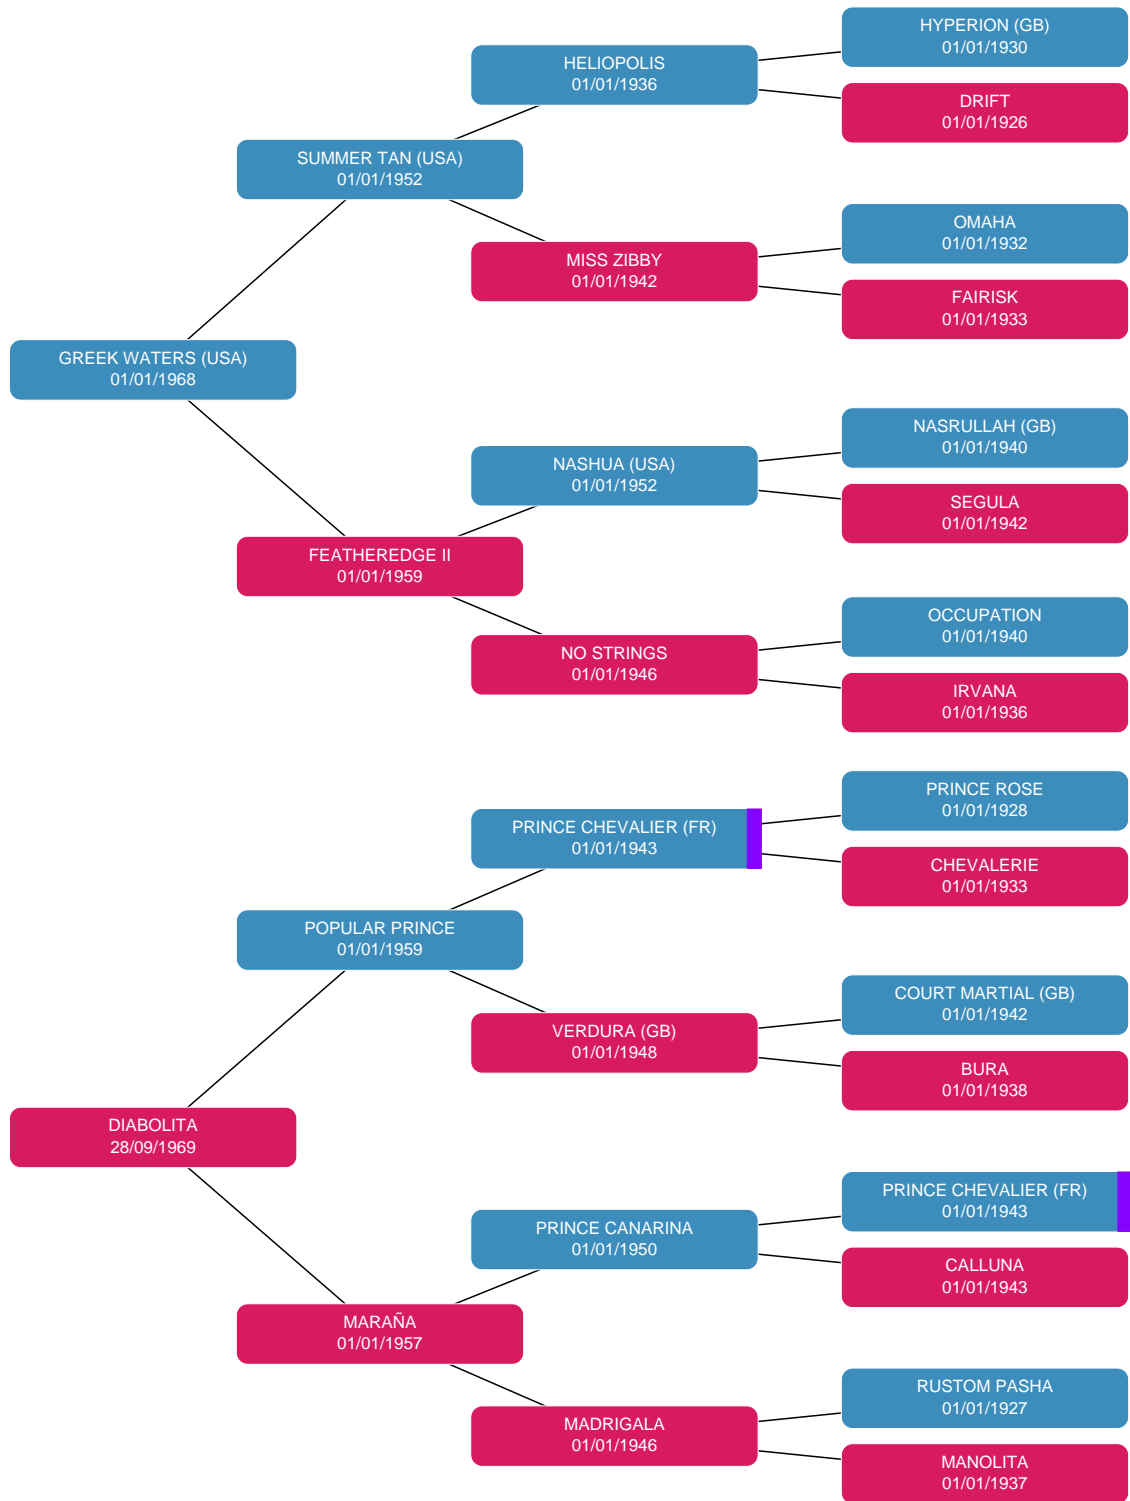 HYPERION (GB)
01/01/1930
HELIOPOLIS
01/01/1936
DRIFT
01/01/1926
SUMMER TAN (USA)
01/01/1952
OMAHA
01/01/1932
MISS ZIBBY
01/01/1942
FAIRISK
01/01/1933
GREEK WATERS (USA)
01/01/1968
NASRULLAH (GB)
01/01/1940
NASHUA (USA)
01/01/1952
SEGULA
01/01/1942
FEATHEREDGE II
01/01/1959
OCCUPATION
01/01/1940
NO STRINGS
01/01/1946
IRVANA
01/01/1936
PRINCE ROSE
01/01/1928
PRINCE CHEVALIER (FR)
01/01/1943
CHEVALERIE
01/01/1933
POPULAR PRINCE
01/01/1959
COURT MARTIAL (GB)
01/01/1942
VERDURA (GB)
01/01/1948
BURA
01/01/1938
DIABOLITA
28/09/1969
PRINCE CHEVALIER (FR)
01/01/1943
PRINCE CANARINA
01/01/1950
CALLUNA
01/01/1943
MARAÑA
01/01/1957
RUSTOM PASHA
01/01/1927
MADRIGALA
01/01/1946
MANOLITA
01/01/1937